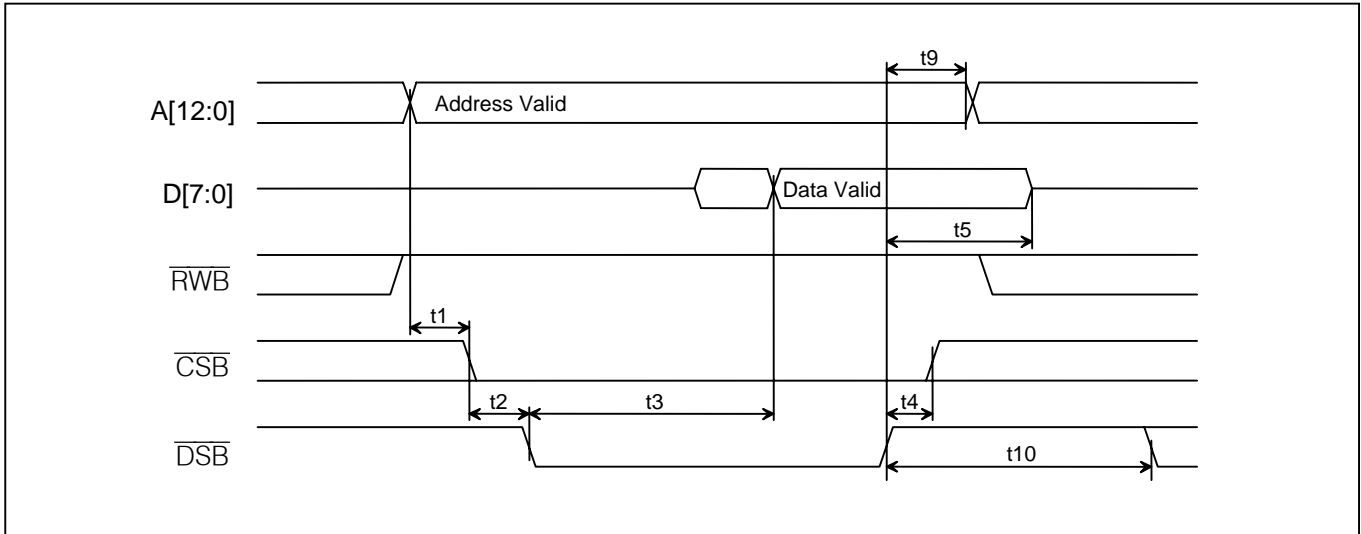 t9
A[12:0]
Address Valid
D[7:0]
Data Valid
t5
RWB
t1
CSB
t2
t3
t4
DSB
t10